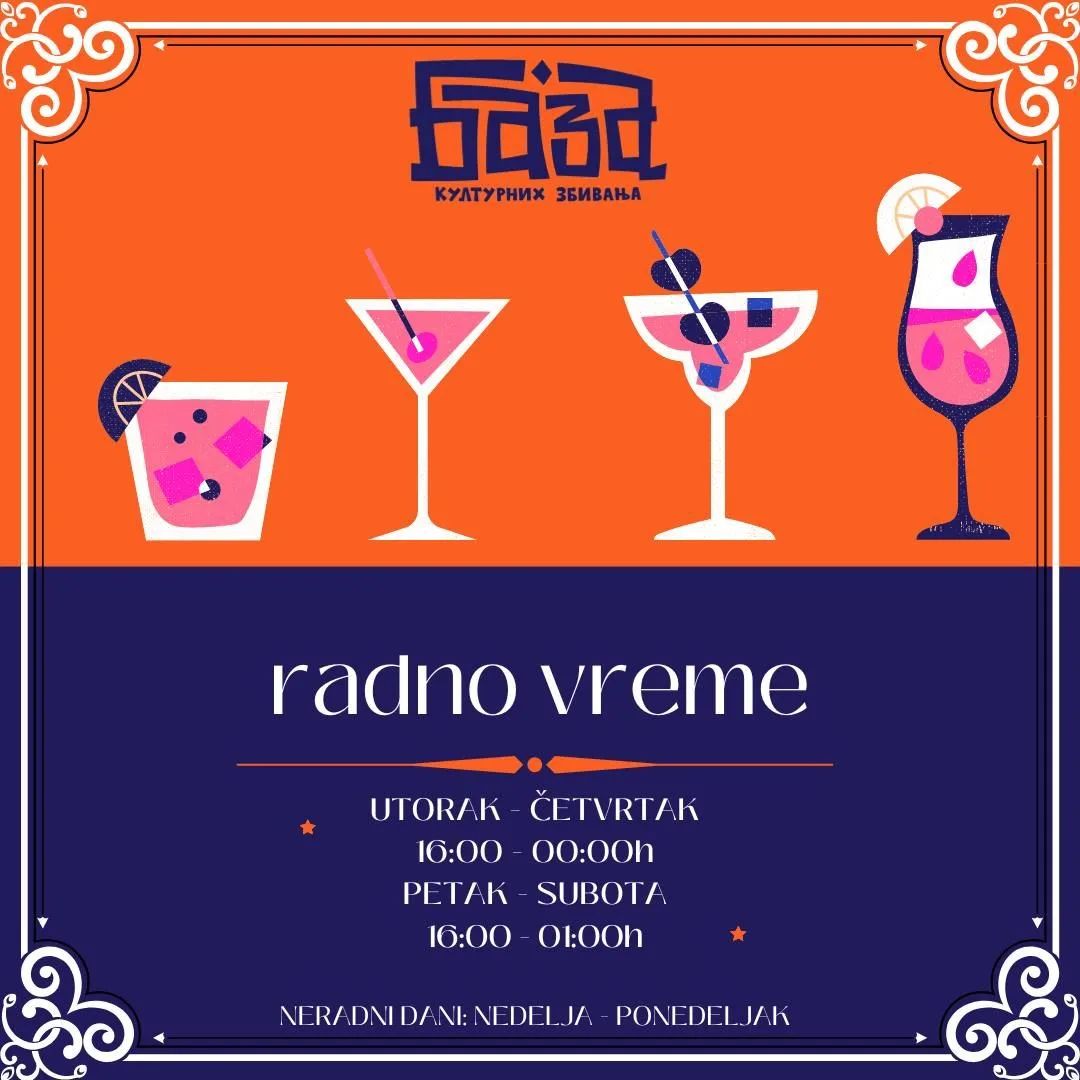 база
КУЛТУРНИХ ЗБИВАЊА
radno vreme
UTORAK - ČETVRTAK
16:00 - 00:00h
PETAK - SUBOTA
16:00 - 01:00h
NERADNI DANI: NEDELJA - PONEDELJAK